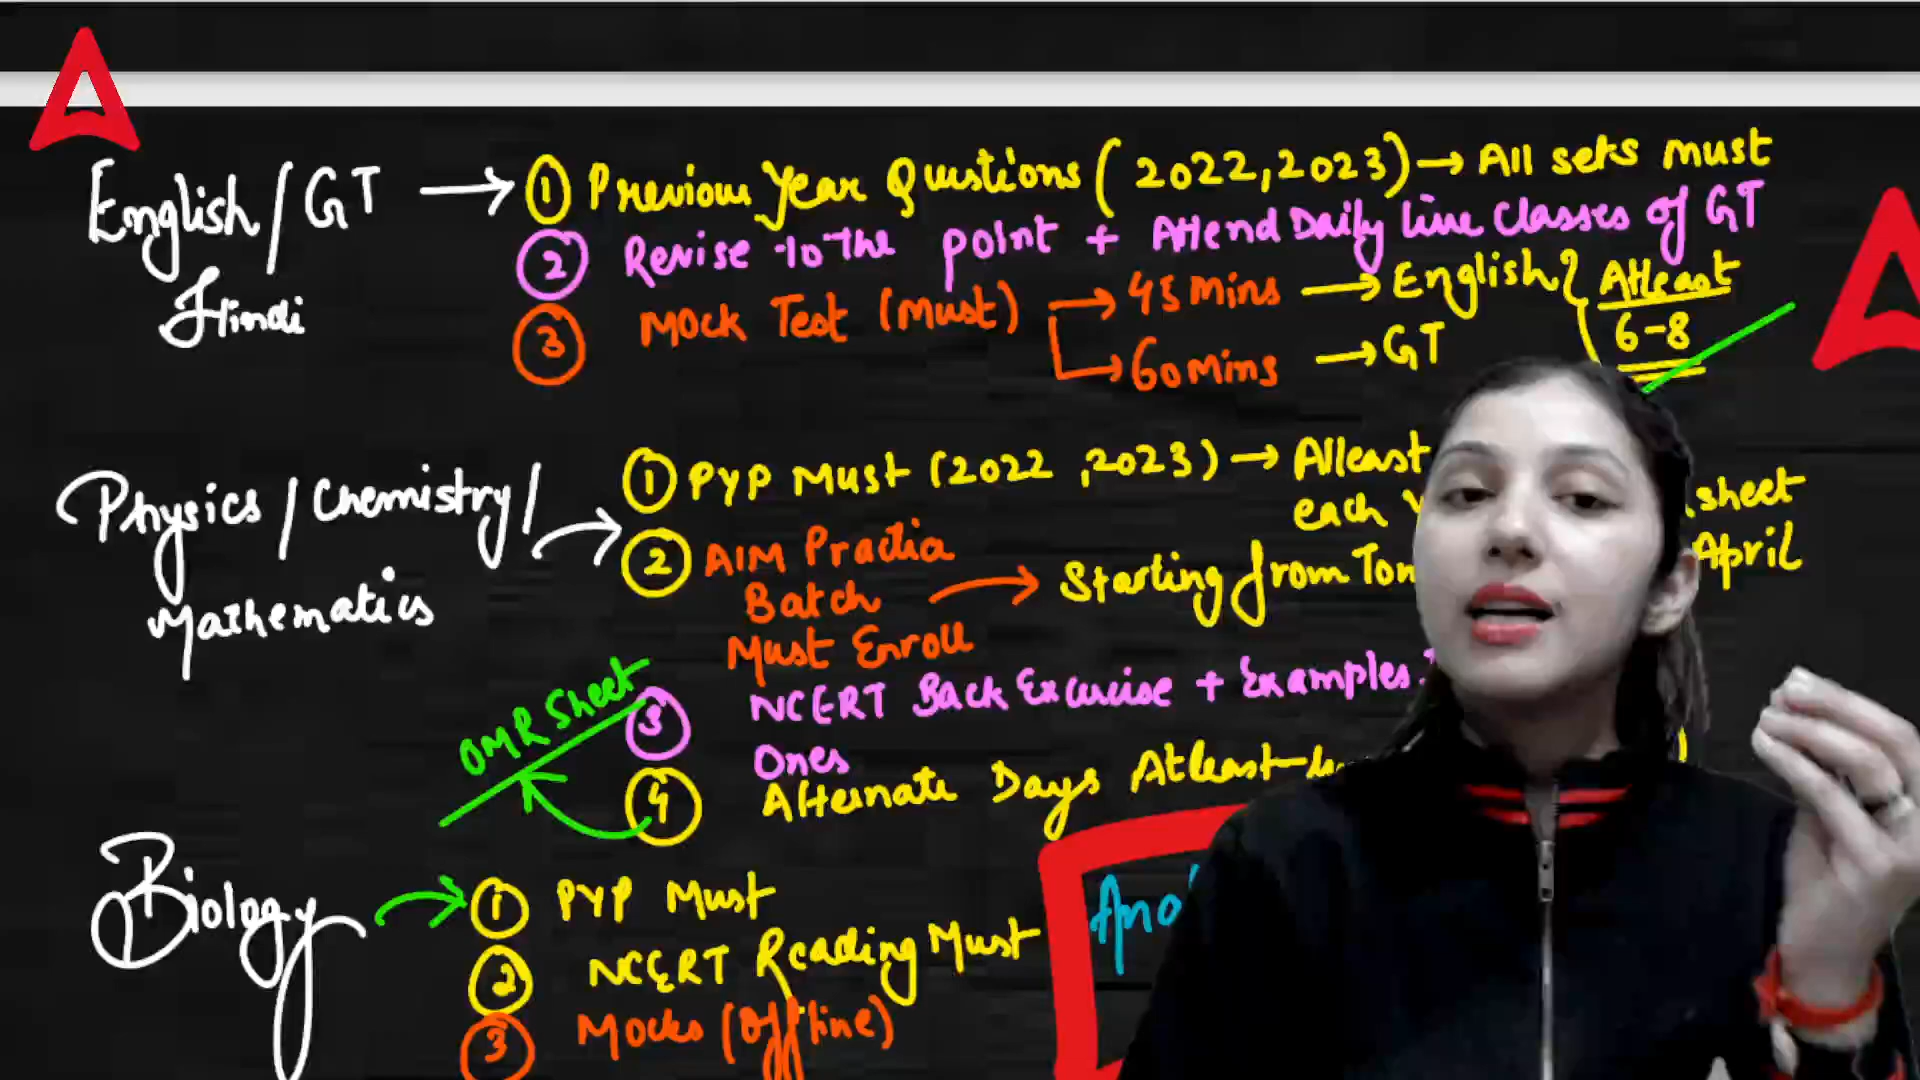 English/GT → ① Previous Year Questions (2022,2023) → All sets must
Hindi
② Revise to the point + Attend Daily live classes of GT
③ Mock Test (Must) → 45 Mins → English } Atleast
→ 60 Mins → GT
6-8
Physics/Chemistry/
Mathematics
① PYP Must (2022,2023) → Atleast
each
sheet
② AIM Practice
Batch → Starting from
April
Must Enroll
OMR Sheet
③ NCERT Back Excercise + Examples
Ones
④ Alternate Days Atleast
Biology → ① PYP Must
② NCERT Reading Must
③ Mocks (Offline)